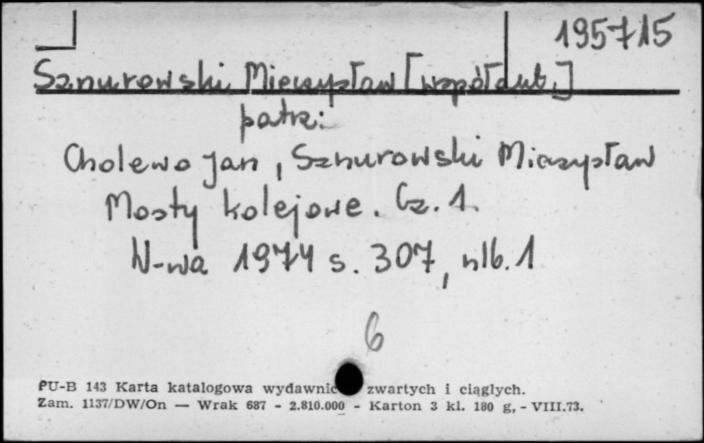 195715
Sznurowski Mieczysław [współaut.]
patrz:
Cholewo Jan, Sznurowski Mieczysław
Mosty kolejowe. Cz. 1.
W-wa 1974 s. 307, nlb. 1
6
PU-B 143 Karta katalogowa wydawnic zwartych i ciągłych.
Zam. 1137/DW/On — Wrak 687 - 2.810.000 - Karton 3 kl. 180 g, - VIII.73.